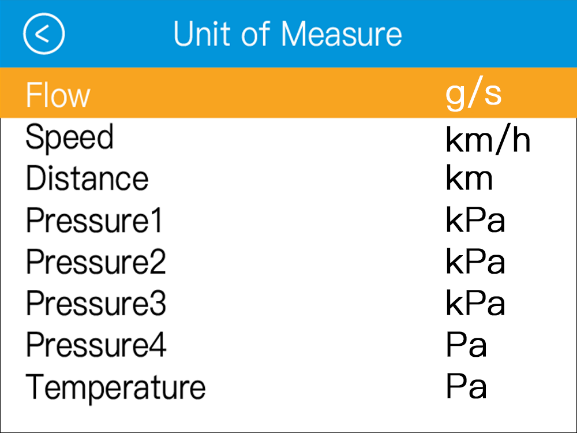 Unit of Measure
Flow g/s
Speed km/h
Distance km
Pressure1 kPa
Pressure2 kPa
Pressure3 kPa
Pressure4 Pa
Temperature Pa